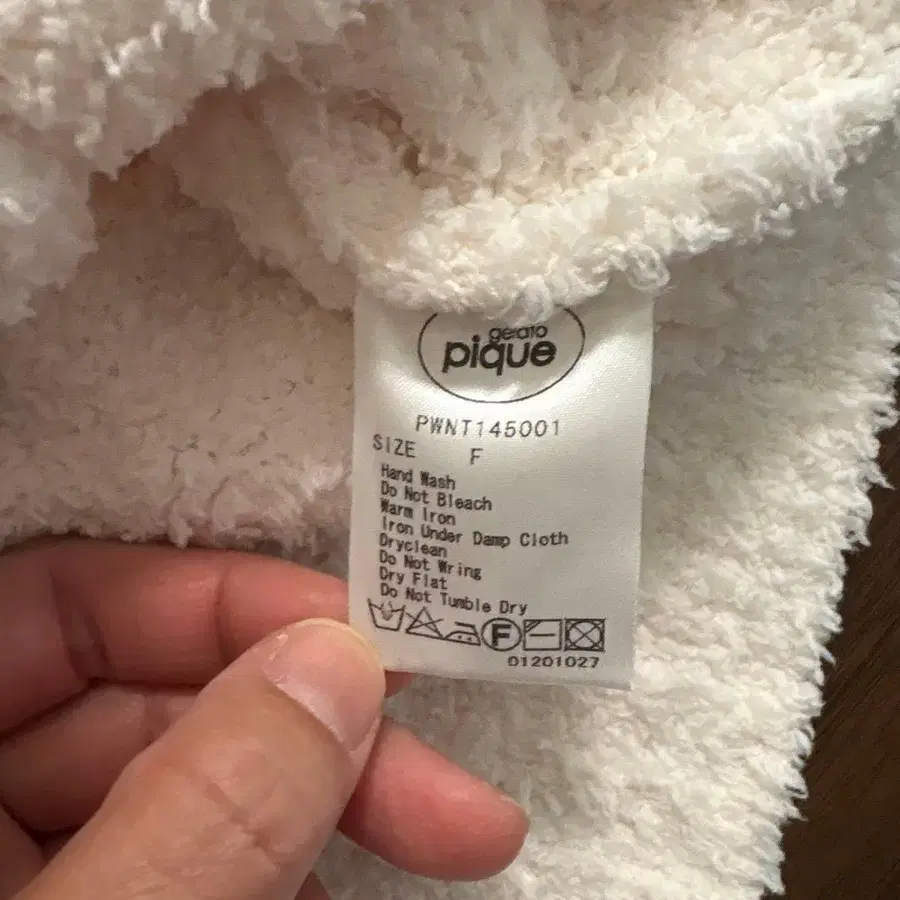 gelato
pique
PWNT145001
SIZE F
Hand Wash
Do Not Bleach
Warm Iron
Iron Under Damp Cloth
Dryclean
Do Not Wring
Dry Flat
Do Not Tumble Dry
F
01201027